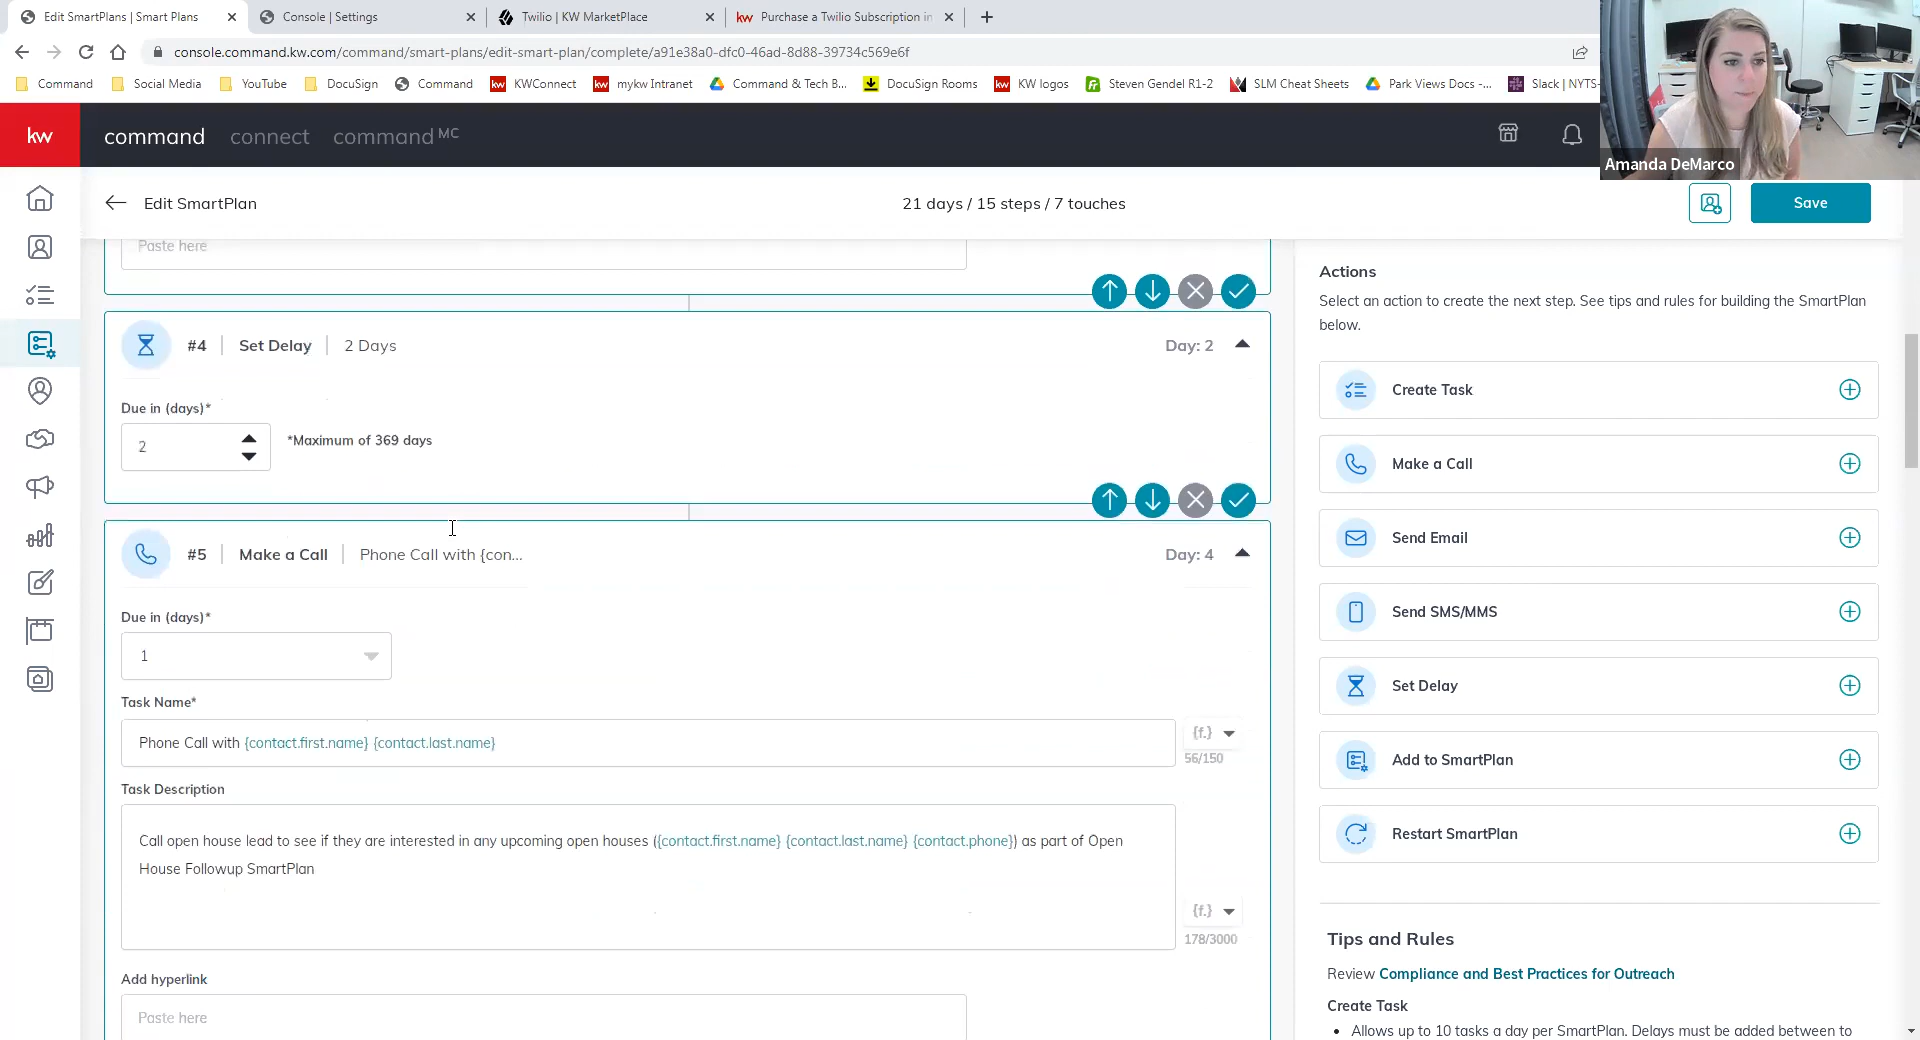 Edit SmartPlans | Smart Plans
Console | Settings
Twilio | KW MarketPlace
kw Purchase a Twilio Subscription in
console.command.kw.com/command/smart-plans/edit-smart-plan/complete/a91e38a0-dfc0-46ad-8d88-39734c569e6f
Command
Social Media
YouTube
DocuSign
Command
kw KWConnect
kw mykw Intranet
Command & Tech B...
DocuSign Rooms
kw KW logos
Steven Gendel R1-2
SLM Cheat Sheets
Park Views Docs -...
Slack | NYTS-
Amanda DeMarco
kw
command
connect
command MC
Edit SmartPlan
21 days / 15 steps / 7 touches
Save
Paste here
#4 | Set Delay | 2 Days
Day: 2
Due in (days)*
2
*Maximum of 369 days
#5 | Make a Call | Phone Call with {con...
Day: 4
Due in (days)*
1
Task Name*
Phone Call with {contact.first.name} {contact.last.name}
{f.}
56/150
Task Description
Call open house lead to see if they are interested in any upcoming open houses ({contact.first.name} {contact.last.name} {contact.phone}) as part of Open
House Followup SmartPlan
{f.}
178/3000
Add hyperlink
Paste here
Actions
Select an action to create the next step. See tips and rules for building the SmartPlan
below.
Create Task
Make a Call
Send Email
Send SMS/MMS
Set Delay
Add to SmartPlan
Restart SmartPlan
Tips and Rules
Review Compliance and Best Practices for Outreach
Create Task
• Allows up to 10 tasks a day per SmartPlan. Delays must be added between to